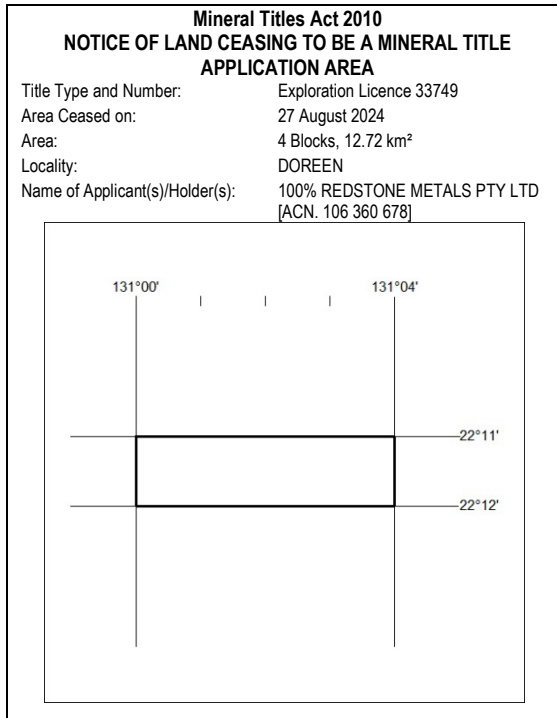 Mineral Titles Act 2010
NOTICE OF LAND CEASING TO BE A MINERAL TITLE
APPLICATION AREA
Title Type and Number: Exploration Licence 33749
Area Ceased on: 27 August 2024
Area: 4 Blocks, 12.72 km²
Locality: DOREEN
Name of Applicant(s)/Holder(s): 100% REDSTONE METALS PTY LTD
[ACN. 106 360 678]
131°00' 131°04'
22°11'
22°12'